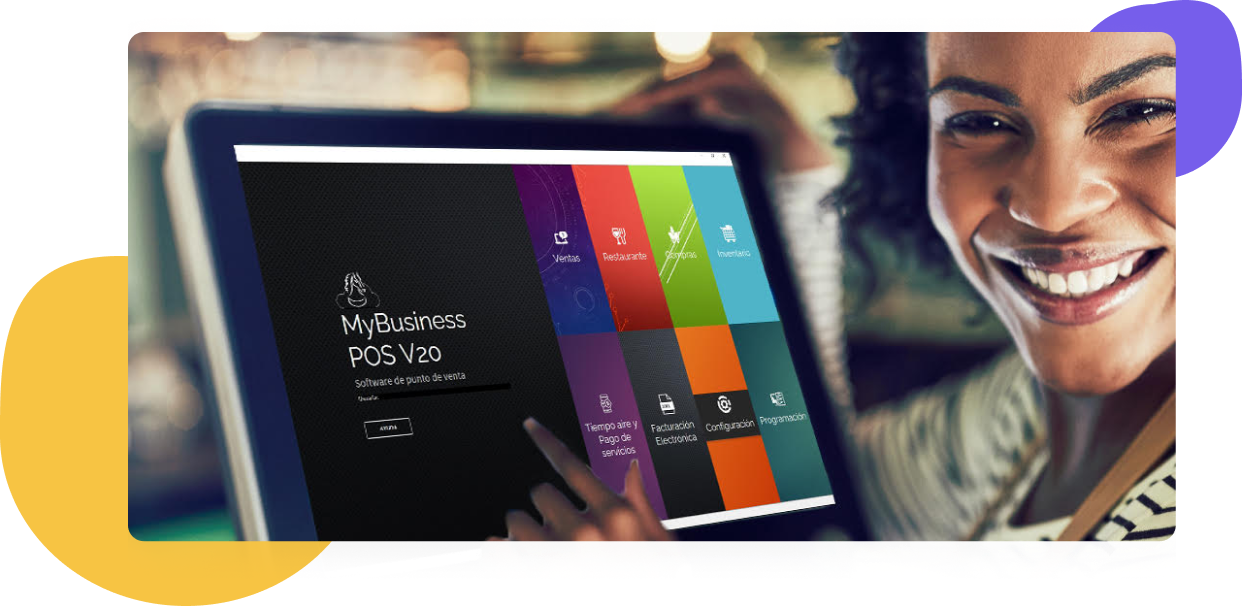 MyBusiness
POS V20
Software de punto de venta
AYUDA
Ventas
Restaurante
Compras
Inventario
Tiempo aire y
Pago de
servicios
Facturación
Electrónica
Configuración
Programación